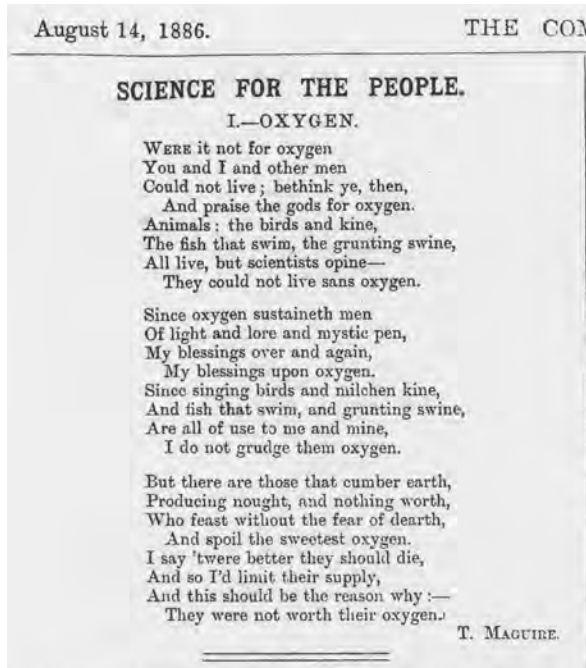 August 14, 1886. THE COM
SCIENCE FOR THE PEOPLE.
I.—OXYGEN.
WERE it not for oxygen
You and I and other men
Could not live; bethink ye, then,
And praise the gods for oxygen.
Animals: the birds and kine,
The fish that swim, the grunting swine,
All live, but scientists opine—
They could not live sans oxygen.
Since oxygen sustaineth men
Of light and lore and mystic pen,
My blessings over and again,
My blessings upon oxygen.
Since singing birds and milchen kine,
And fish that swim, and grunting swine,
Are all of use to me and mine,
I do not grudge them oxygen.
But there are those that cumber earth,
Producing nought, and nothing worth,
Who feast without the fear of dearth,
And spoil the sweetest oxygen.
I say 'twere better they should die,
And so I'd limit their supply,
And this should be the reason why:—
They were not worth their oxygen.
T. MAGUIRE.